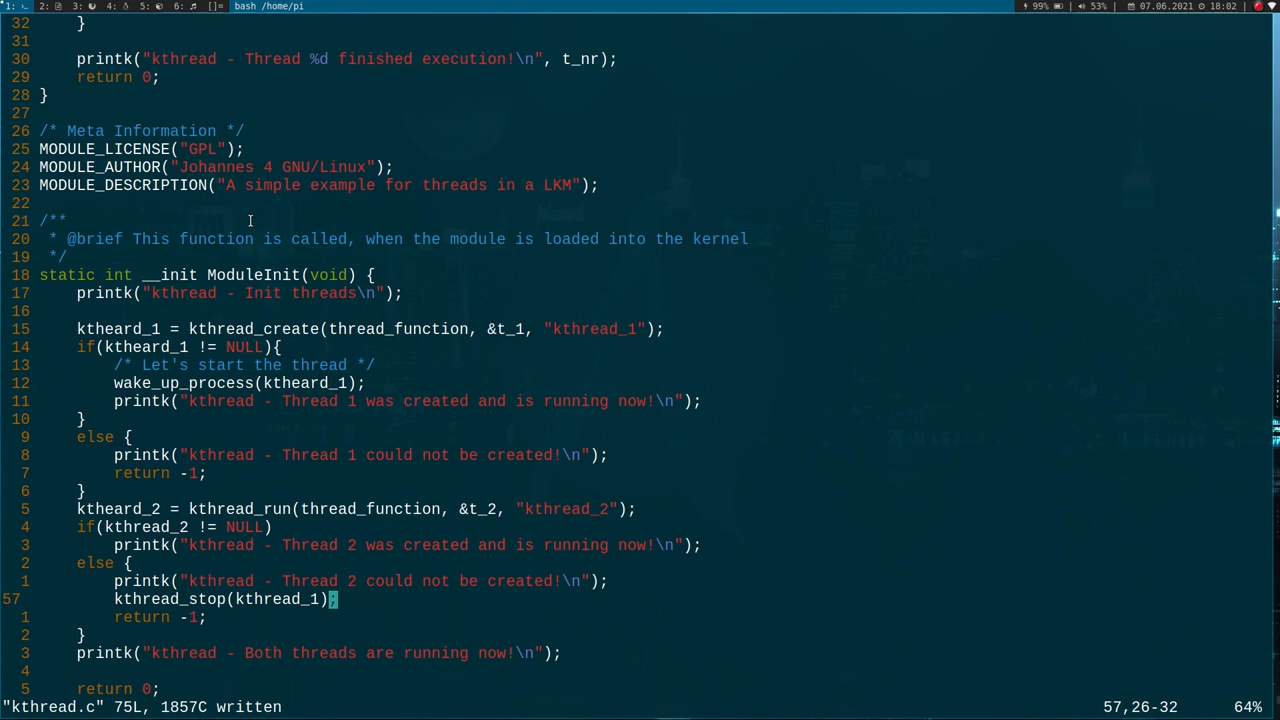 1: 2: 3: 4: 5: 6: []= bash /home/pi 99% 53% 07.06.2021 18:02
32     }
31
30     printk("kthread - Thread %d finished execution!\n", t_nr);
29     return 0;
28 }
27
26 /* Meta Information */
25 MODULE_LICENSE("GPL");
24 MODULE_AUTHOR("Johannes 4 GNU/Linux");
23 MODULE_DESCRIPTION("A simple example for threads in a LKM");
22
21 /**
20  * @brief This function is called, when the module is loaded into the kernel
19  */
18 static int __init ModuleInit(void) {
17     printk("kthread - Init threads\n");
16
15     ktheard_1 = kthread_create(thread_function, &t_1, "kthread_1");
14     if(ktheard_1 != NULL){
13         /* Let's start the thread */
12         wake_up_process(ktheard_1);
11         printk("kthread - Thread 1 was created and is running now!\n");
10     }
9     else {
8         printk("kthread - Thread 1 could not be created!\n");
7         return -1;
6     }
5     ktheard_2 = kthread_run(thread_function, &t_2, "kthread_2");
4     if(kthread_2 != NULL)
3         printk("kthread - Thread 2 was created and is running now!\n");
2     else {
1         printk("kthread - Thread 2 could not be created!\n");
57         kthread_stop(kthread_1);
1         return -1;
2     }
3     printk("kthread - Both threads are running now!\n");
4
5     return 0;
"kthread.c" 75L, 1857C written 57,26-32 64%